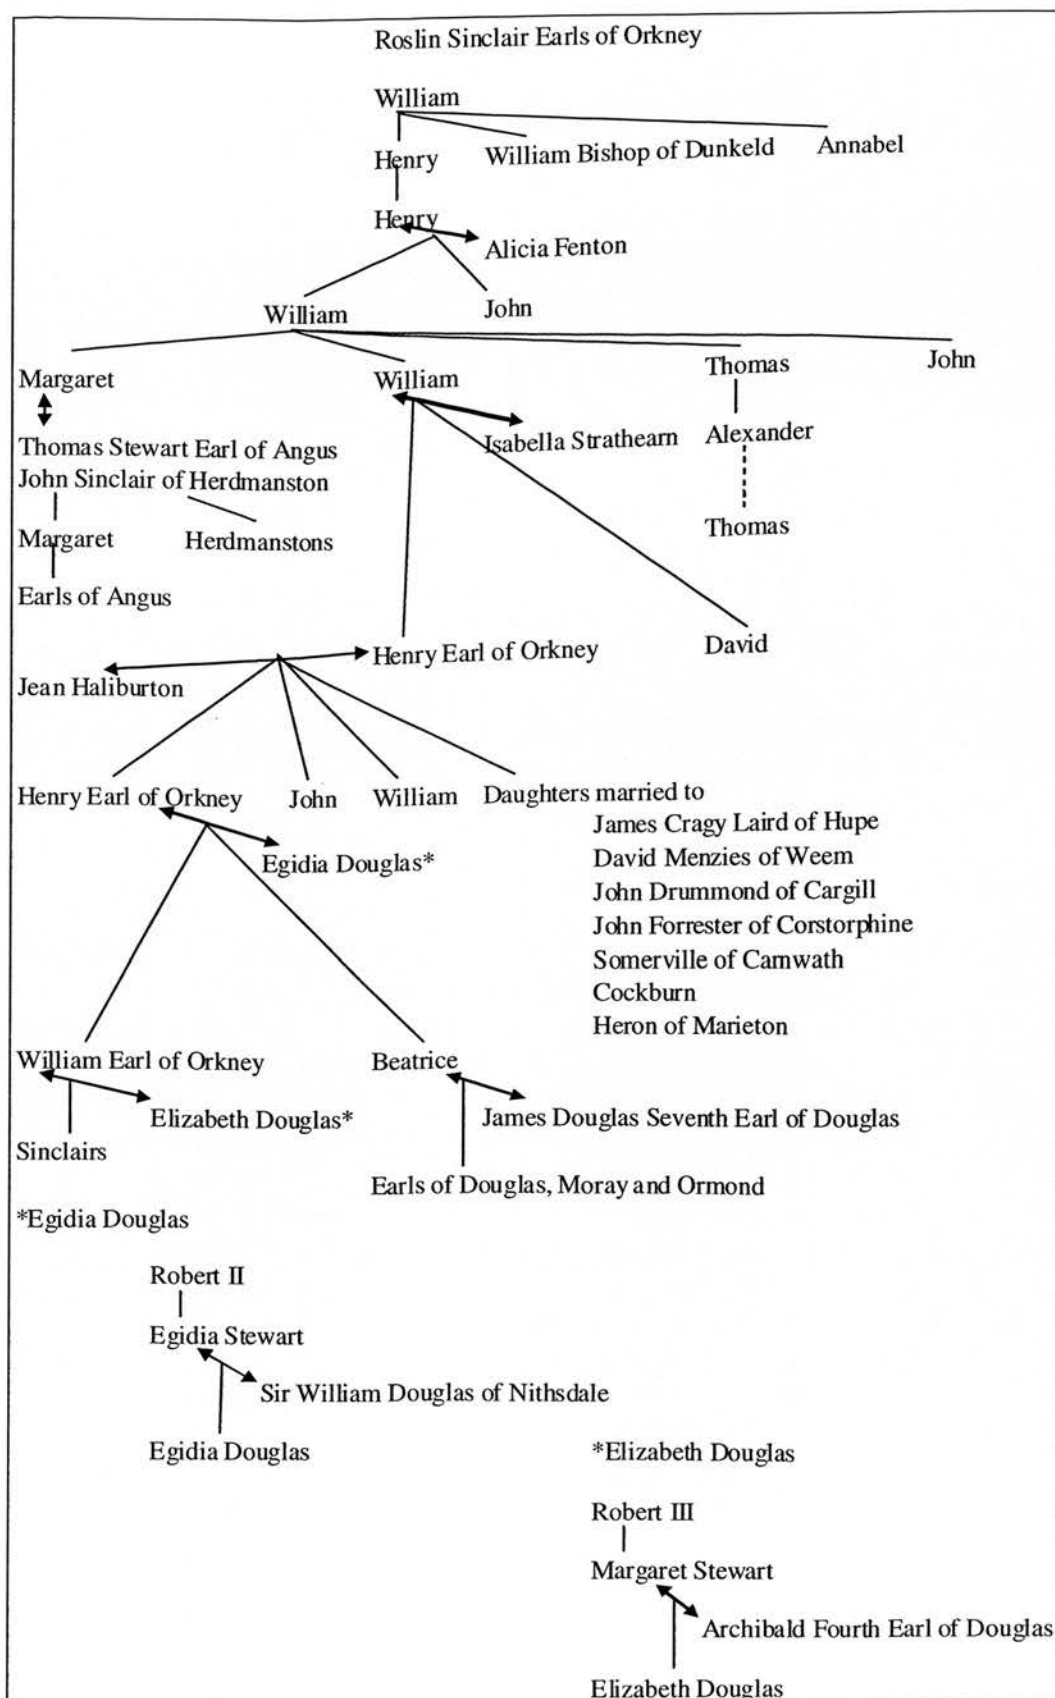 Roslin Sinclair Earls of Orkney
William
Henry
William Bishop of Dunkeld
Annabel
Henry
Alicia Fenton
William
John
Margaret
William
Thomas
John
Thomas Stewart Earl of Angus
Isabella Strathearn
Alexander
John Sinclair of Herdmanston
Margaret
Herdmanstons
Thomas
Earls of Angus
Henry Earl of Orkney
David
Jean Haliburton
Henry Earl of Orkney
John
William
Daughters married to
James Cragy Laird of Hupe
Egidia Douglas*
David Menzies of Weem
John Drummond of Cargill
John Forrester of Corstorphine
Somerville of Carnwath
Cockburn
Heron of Marieton
William Earl of Orkney
Beatrice
Elizabeth Douglas*
James Douglas Seventh Earl of Douglas
Sinclairs
Earls of Douglas, Moray and Ormond
*Egidia Douglas
Robert II
Egidia Stewart
Sir William Douglas of Nithsdale
Egidia Douglas
*Elizabeth Douglas
Robert III
Margaret Stewart
Archibald Fourth Earl of Douglas
Elizabeth Douglas